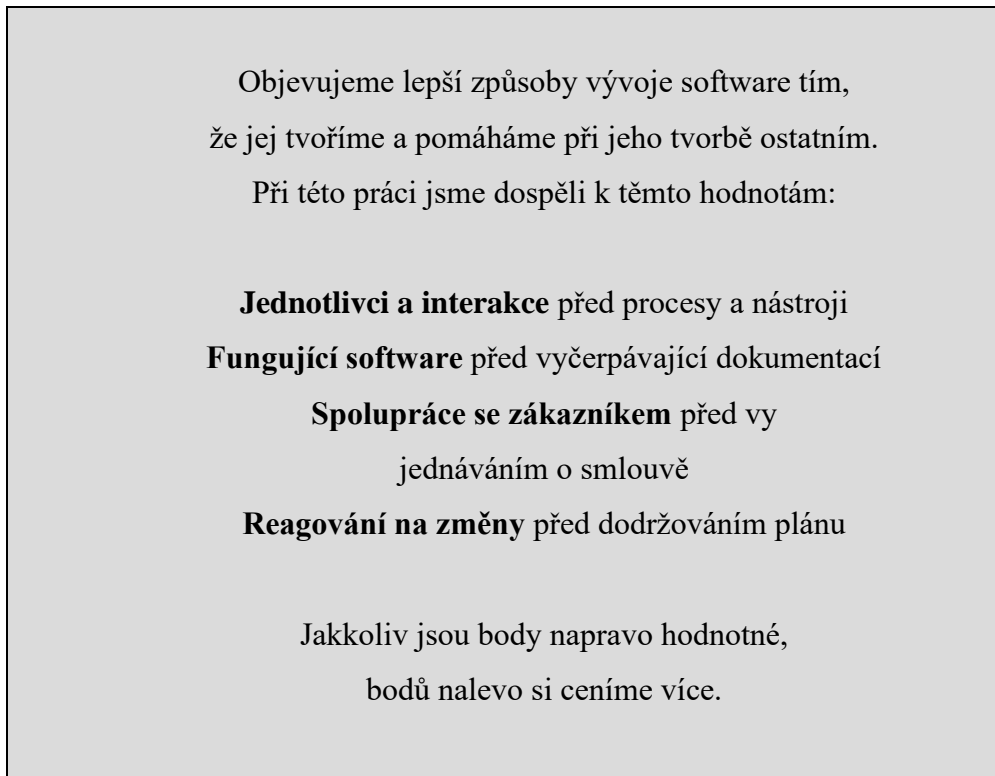 Objevujeme lepší způsoby vývoje software tím,
že jej tvoříme a pomáháme při jeho tvorbě ostatním.
Při této práci jsme dospěli k těmto hodnotám:
Jednotlivci a interakce před procesy a nástroji
Fungující software před vyčerpávající dokumentací
Spolupráce se zákazníkem před vy
jednáváním o smlouvě
Reagování na změny před dodržováním plánu
Jakkoliv jsou body napravo hodnotné,
bodů nalevo si ceníme více.